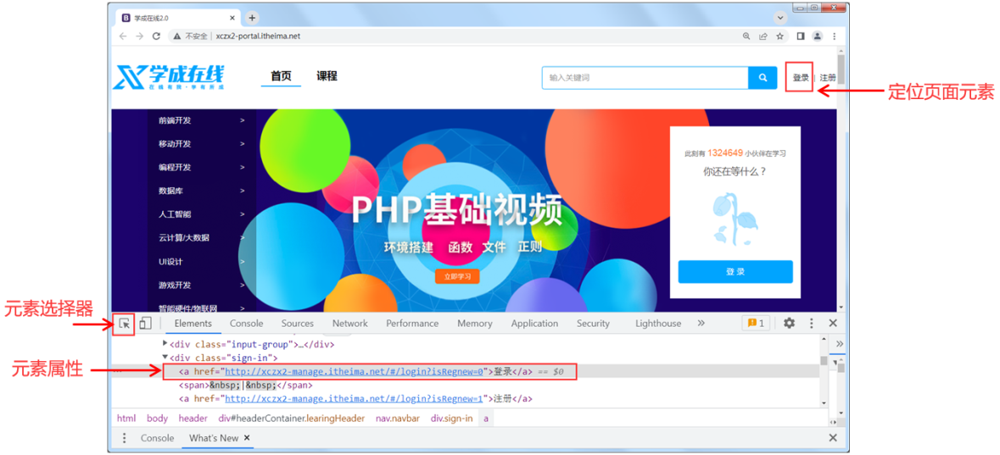 学成在线2.0
不安全 | xczx2-portal.itheima.net
学成在线
在线有我·学有所成
首页 课程
输入关键词
登录 | 注册
定位页面元素
前端开发 >
移动开发 >
编程开发 >
数据库 >
人工智能 >
云计算/大数据 >
UI设计 >
游戏开发 >
智能硬件/物联网 >
PHP基础视频
环境搭建 函数 文件 正则
立即学习
此刻有 1324649 小伙伴在学习
你还在等什么？
登 录
元素选择器
Elements Console Sources Network Performance Memory Application Security Lighthouse » 1
<div class="input-group">…</div>
<div class="sign-in">
元素属性
<a href="http://xczx2-manage.itheima.net/#/login?isRegnew=0">登录</a> == $0
<span>&nbsp;|&nbsp;</span>
<a href="http://xczx2-manage.itheima.net/#/login?isRegnew=1">注册</a>
html body header div#headerContainer.learingHeader nav.navbar div.sign-in a
Console What's New ×